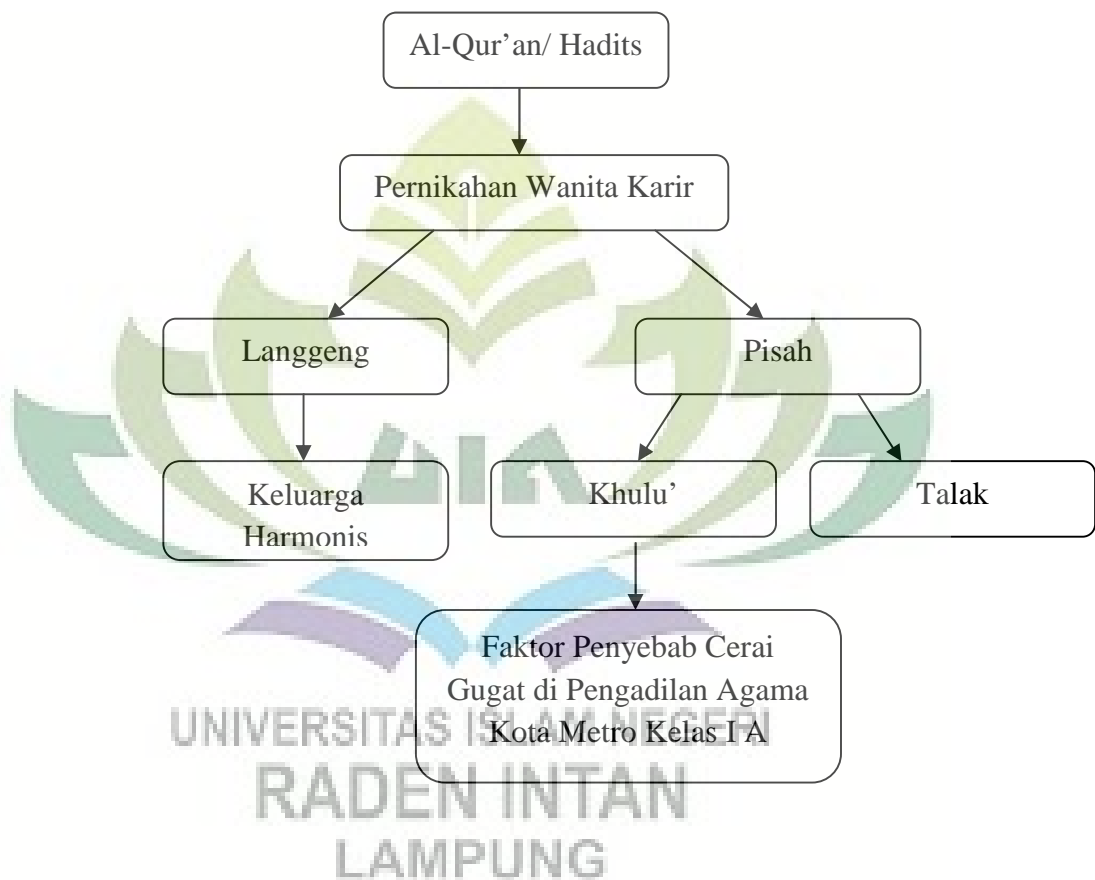 Al-Qur’an/ Hadits
Pernikahan Wanita Karir
Langgeng
Pisah
Keluarga
Harmonis
Khulu’
Talak
Faktor Penyebab Cerai
Gugat di Pengadilan Agama
Kota Metro Kelas I A
UIN
UNIVERSITAS ISLAM NEGERI
RADEN INTAN
LAMPUNG